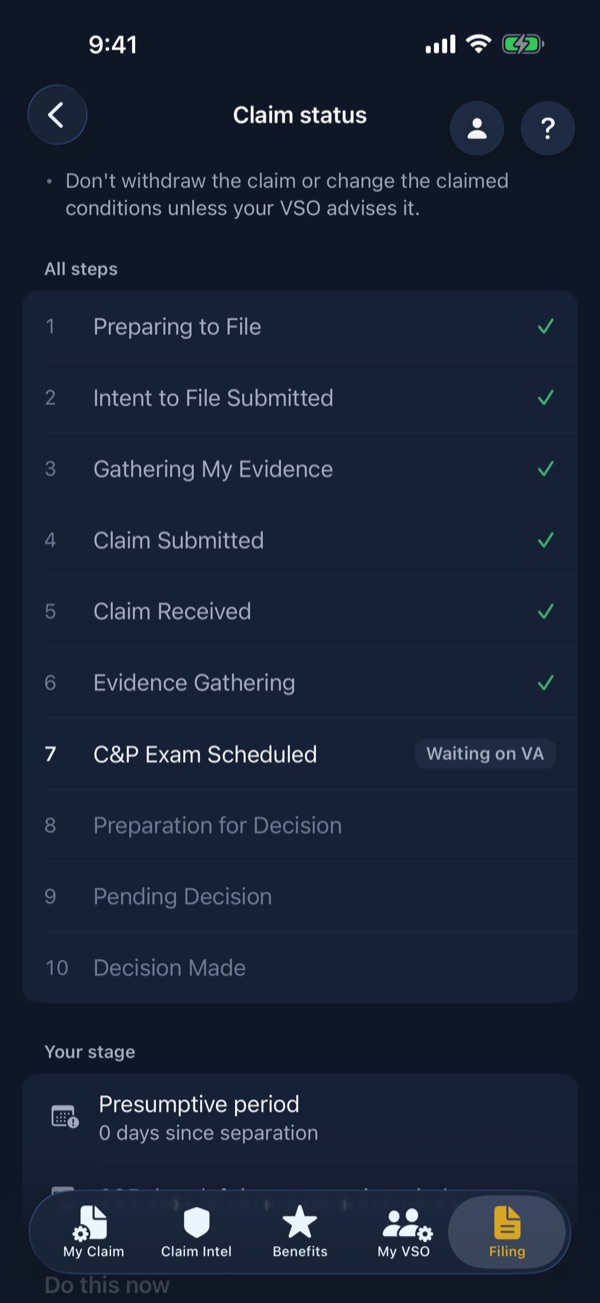 9:41
Claim status
?
• Don't withdraw the claim or change the claimed
conditions unless your VSO advises it.
All steps
1 Preparing to File
2 Intent to File Submitted
3 Gathering My Evidence
4 Claim Submitted
5 Claim Received
6 Evidence Gathering
7 C&P Exam Scheduled Waiting on VA
8 Preparation for Decision
9 Pending Decision
10 Decision Made
Your stage
Presumptive period
0 days since separation
My Claim Claim Intel Benefits My VSO Filing
Do this now